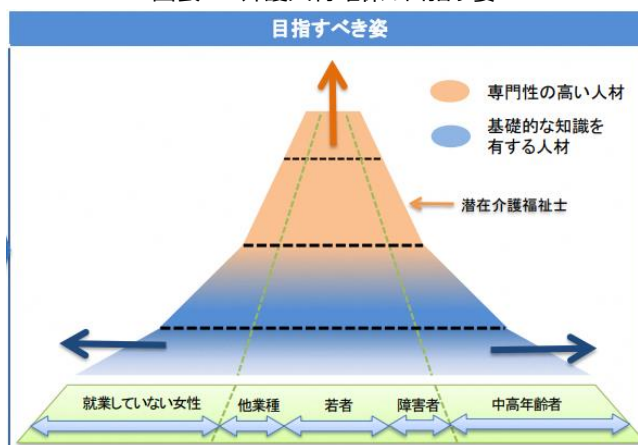 目指すべき姿
専門性の高い人材
基礎的な知識を
有する人材
潜在介護福祉士
就業していない女性
他業種
若者
障害者
中高年齢者